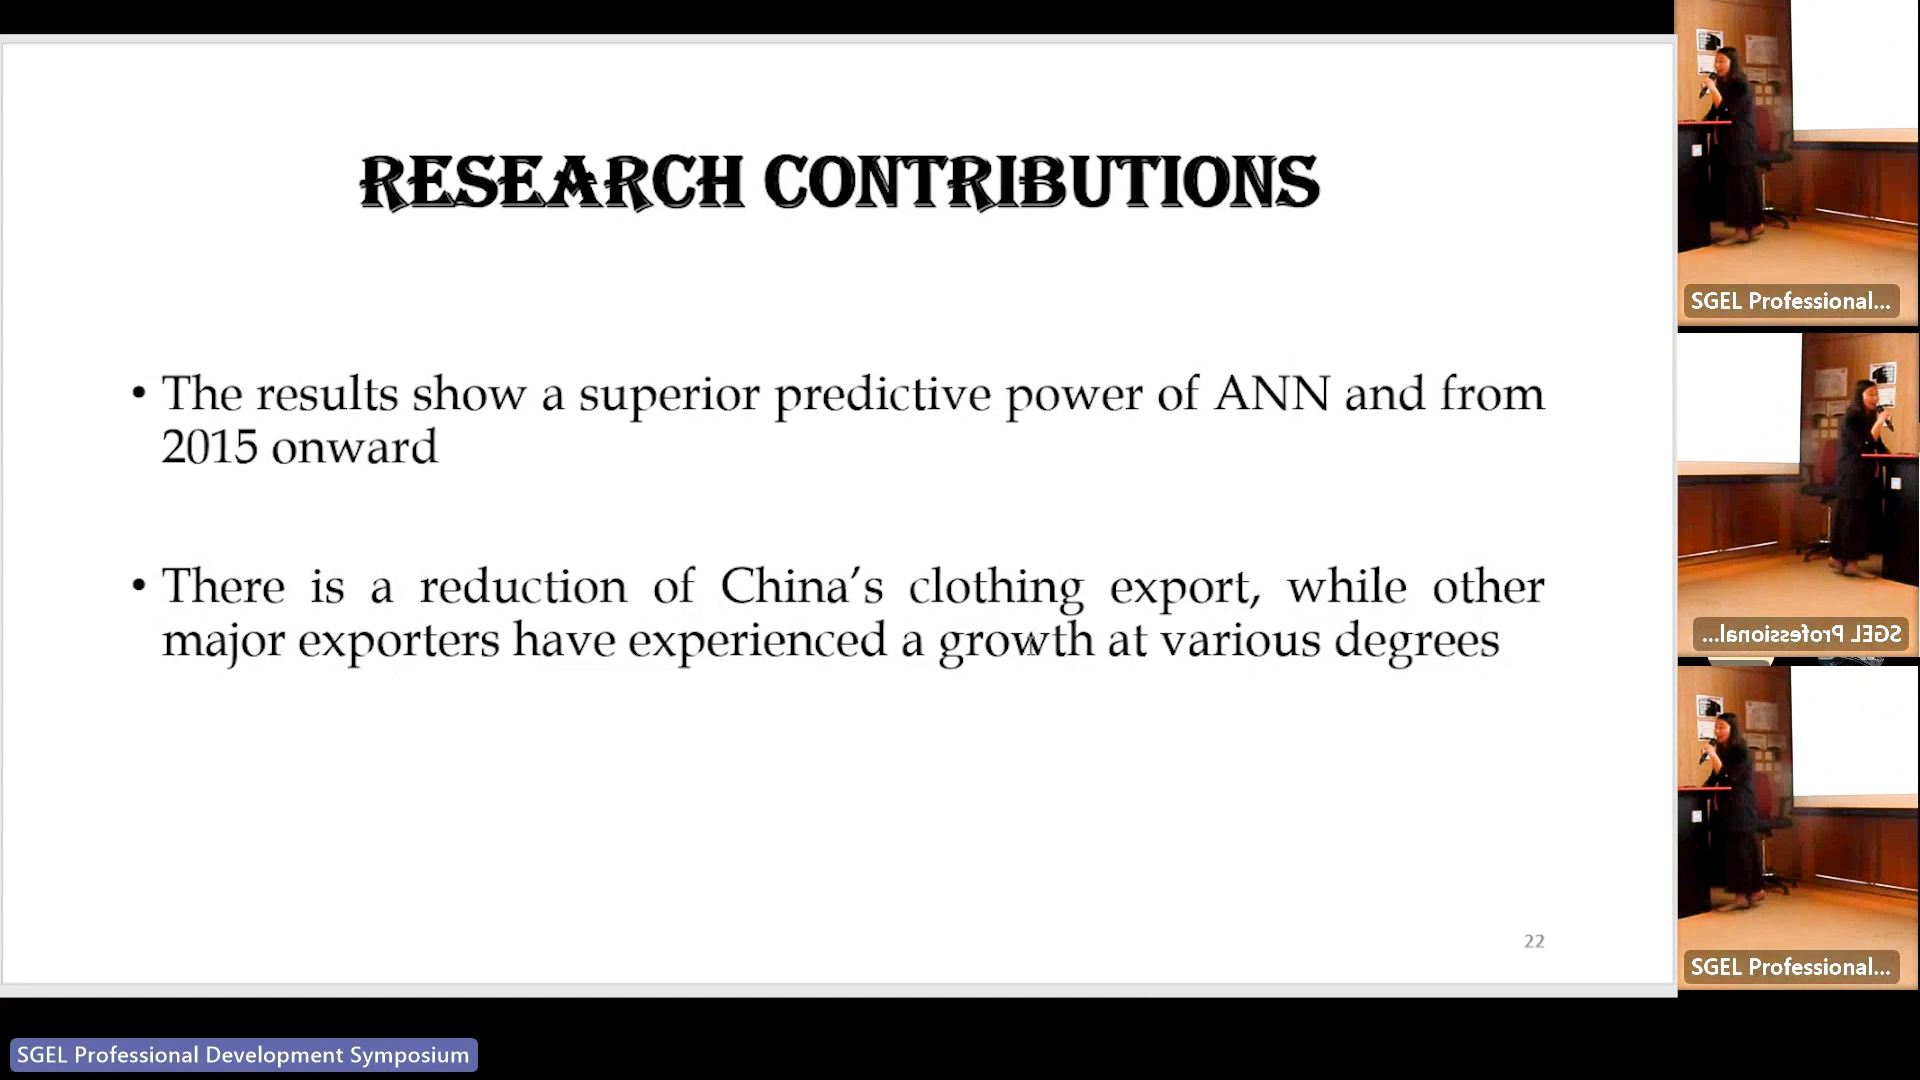 RESEARCH CONTRIBUTIONS
• The results show a superior predictive power of ANN and from
2015 onward
• There is a reduction of China’s clothing export, while other
major exporters have experienced a growth at various degrees
22
SGEL Professional...
SGEL Professional...
SGEL Professional...
SGEL Professional Development Symposium